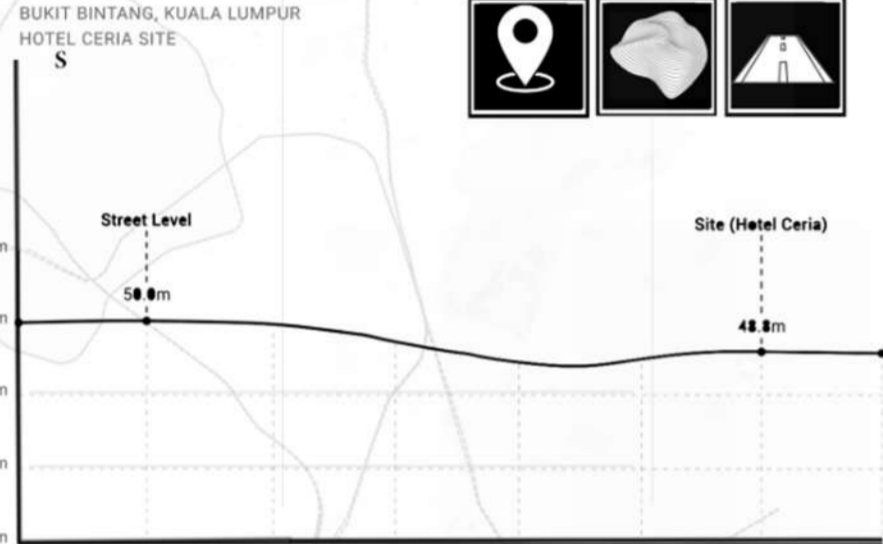 BUKIT BINTANG, KUALA LUMPUR
HOTEL CERIA SITE
S
Street Level
Site (Hotel Ceria)
m
50.0m
m
48.8m
m
m
m